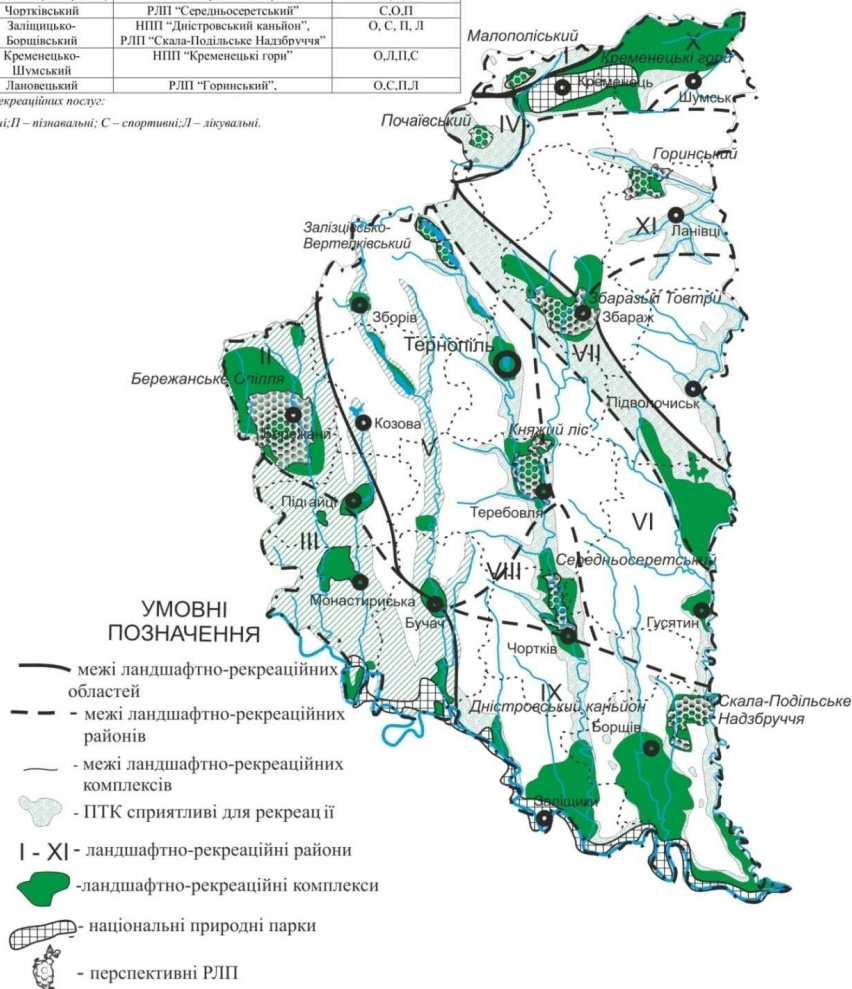 Чортківський РЛП “Середньосеретський” С,О,П
Заліщицько-Борщівський НПП “Дністровський каньйон”, РЛП “Скала-Подільське Надзбруччя” О, С, П, Л
Кременецько-Шумський НПП “Кременецькі гори” О,Л,П,С
Лановецький РЛП “Горинський”, О,С,П,Л
екреаційних послуг:
ні;П – пізнавальні; С – спортивні;Л – лікувальні.
Малополіський
I
X
Кременецькі гори
Кременець
Шумськ
Почаївський
IV
Горинський
XI
Ланівці
Залізцівсько-
Вертелківський
Збаразькі Товтри
Збараж
Зборів
Тернопіль
VII
II
Бережанське Опілля
Бережани
Підволочиськ
Козова
V
Княжий ліс
Підгайці
Теребовля
VI
III
Середньосеретський
VIII
Монастириська
Бучач
Гусятин
Чортків
IX
Дністровський каньйон
Скала-Подільське
Надзбруччя
Борщів
Заліщики
УМОВНІ
ПОЗНАЧЕННЯ
- межі ландшафтно-рекреаційних
областей
- межі ландшафтно-рекреаційних
районів
- межі ландшафтно-рекреаційних
комплексів
- ПТК сприятливі для рекреації
I - XI - ландшафтно-рекреаційні райони
-ландшафтно-рекреаційні комплекси
- національні природні парки
- перспективні РЛП